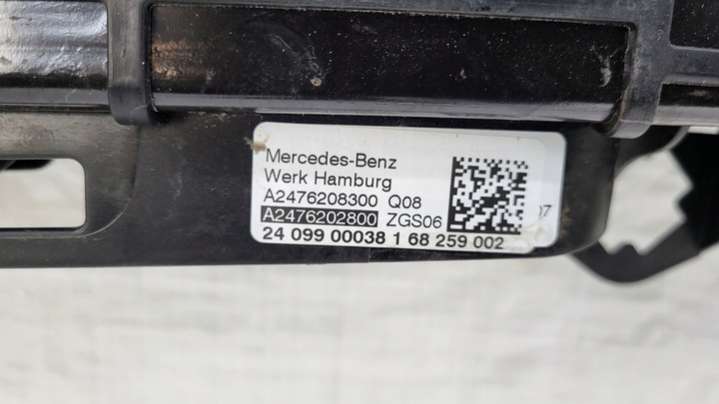 Mercedes-Benz
Werk Hamburg
A2476208300 Q08
A2476202800 ZGS06
24 099 00038 1 68 259 002